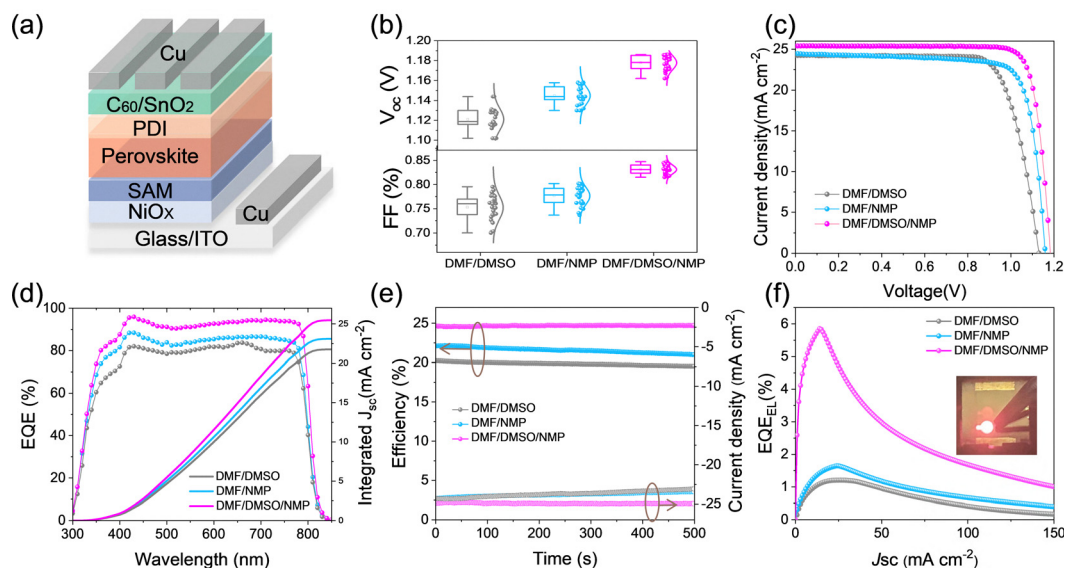 (a)
Cu
C60/SnO2
PDI
Perovskite
SAM
NiOx
Cu
Glass/ITO
(b)
1.20
1.18
1.16
1.14
1.12
1.10
Voc (V)
0.85
0.80
0.75
0.70
FF (%)
DMF/DMSO
DMF/NMP
DMF/DMSO/NMP
(c)
25
20
15
10
5
0
Current density(mA cm-2)
DMF/DMSO
DMF/NMP
DMF/DMSO/NMP
0.0 0.2 0.4 0.6 0.8 1.0 1.2
Voltage(V)
(d)
100
80
60
40
20
0
EQE (%)
25
20
15
10
5
0
Integrated Jsc(mA cm-2)
DMF/DMSO
DMF/NMP
DMF/DMSO/NMP
300 400 500 600 700 800
Wavelength (nm)
(e)
25
20
15
10
5
0
Efficiency (%)
0
-5
-10
-15
-20
-25
Current density (mA cm-2)
DMF/DMSO
DMF/NMP
DMF/DMSO/NMP
0 100 200 300 400 500
Time (s)
(f)
7
6
5
4
3
2
1
0
EQEEL(%)
DMF/DMSO
DMF/NMP
DMF/DMSO/NMP
0 50 100 150
Jsc (mA cm-2)